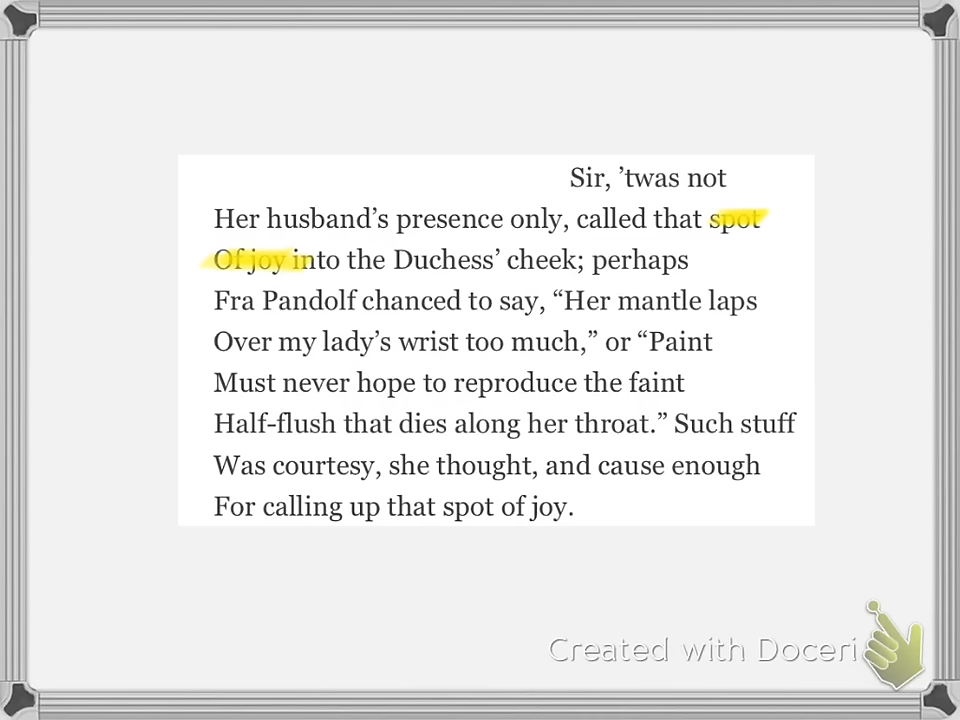 Sir, ’twas not
Her husband’s presence only, called that spot
Of joy into the Duchess’ cheek; perhaps
Fra Pandolf chanced to say, “Her mantle laps
Over my lady’s wrist too much,” or “Paint
Must never hope to reproduce the faint
Half-flush that dies along her throat.” Such stuff
Was courtesy, she thought, and cause enough
For calling up that spot of joy.
Created with Doceri